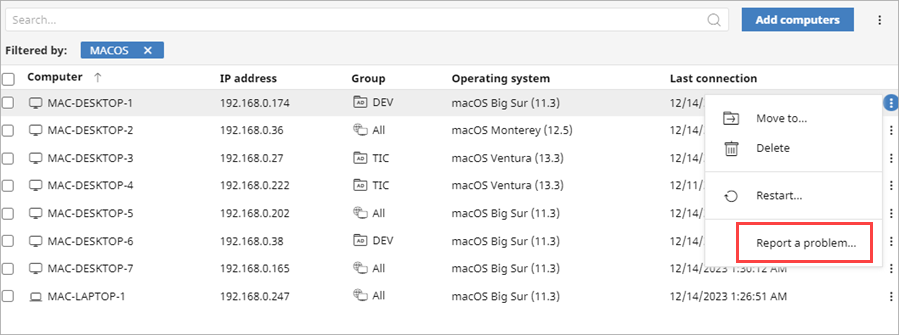 Search...
Add computers
Filtered by: MACOS ×
Computer ↑ IP address Group Operating system Last connection
MAC-DESKTOP-1 192.168.0.174 DEV macOS Big Sur (11.3) 12/14/
MAC-DESKTOP-2 192.168.0.36 All macOS Monterey (12.5) 12/14/
MAC-DESKTOP-3 192.168.0.27 TIC macOS Ventura (13.3) 12/14/
MAC-DESKTOP-4 192.168.0.222 TIC macOS Ventura (13.3) 12/11/
MAC-DESKTOP-5 192.168.0.202 All macOS Big Sur (11.3) 12/14/
MAC-DESKTOP-6 192.168.0.38 DEV macOS Big Sur (11.3) 12/14/
MAC-DESKTOP-7 192.168.0.165 All macOS Big Sur (11.3) 12/14/2023 1:30:12 AM
MAC-LAPTOP-1 192.168.0.247 All macOS Big Sur (11.3) 12/14/2023 1:26:51 AM
Move to...
Delete
Restart...
Report a problem...